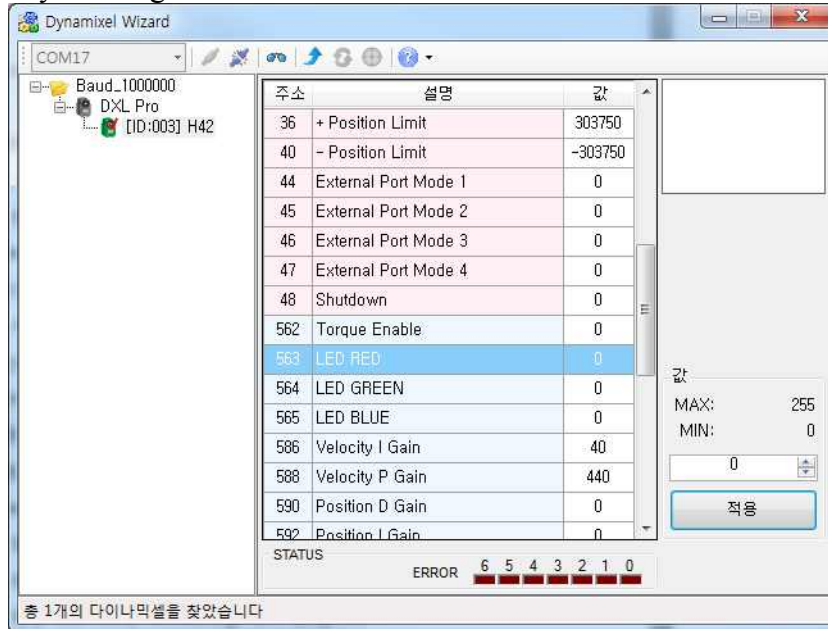 Dynamixel Wizard
COM17
Baud_1000000
DXL Pro
[ID:003] H42
주소 설명 값
36 + Position Limit 303750
40 - Position Limit -303750
44 External Port Mode 1 0
45 External Port Mode 2 0
46 External Port Mode 3 0
47 External Port Mode 4 0
48 Shutdown 0
562 Torque Enable 0
563 LED RED 0
564 LED GREEN 0
565 LED BLUE 0
586 Velocity I Gain 40
588 Velocity P Gain 440
590 Position D Gain 0
592 Position I Gain 0
값
MAX: 255
MIN: 0
0
적용
STATUS
ERROR 6 5 4 3 2 1 0
총 1개의 다이나믹셀을 찾았습니다